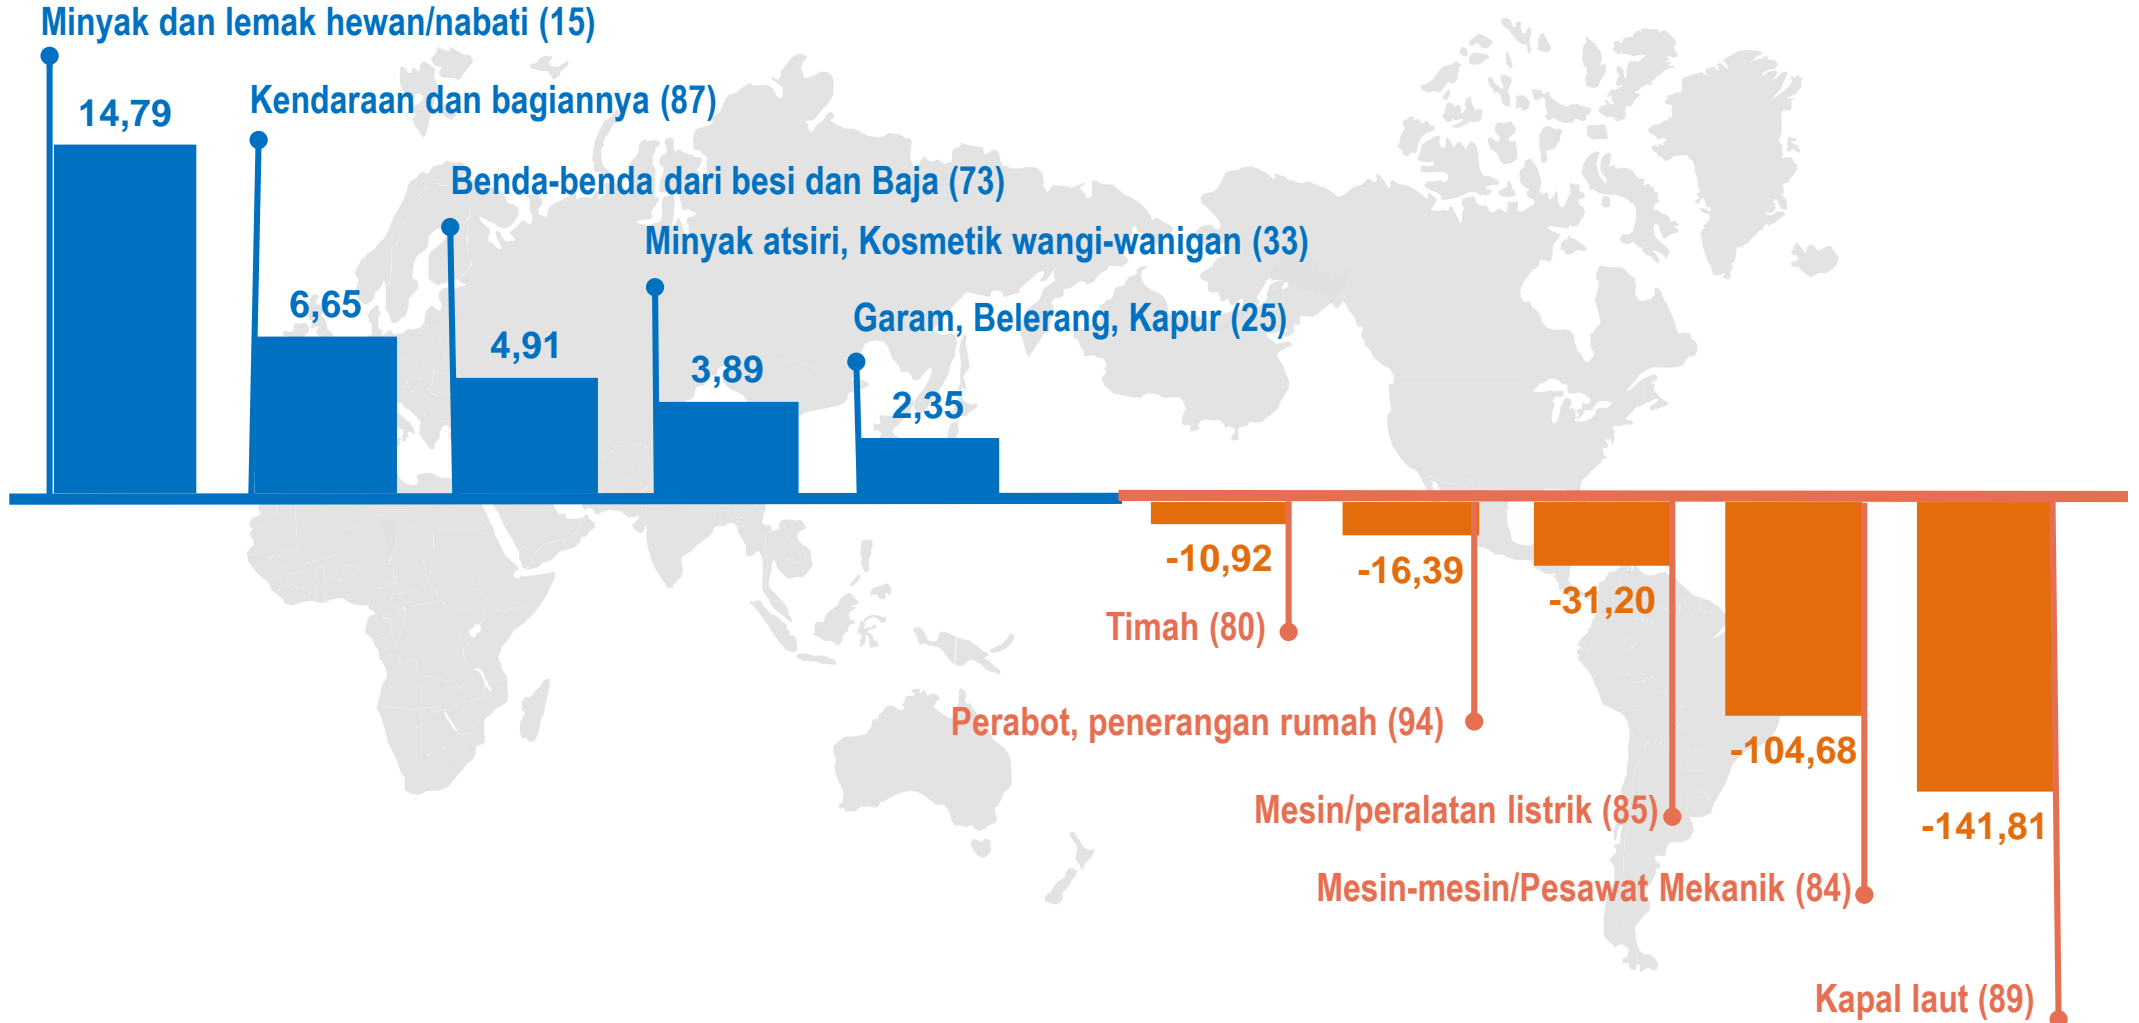 Minyak dan lemak hewan/nabati (15)
14,79
Kendaraan dan bagiannya (87)
6,65
Benda-benda dari besi dan Baja (73)
4,91
Minyak atsiri, Kosmetik wangi-wanigan (33)
3,89
Garam, Belerang, Kapur (25)
2,35
-10,92
Timah (80)
-16,39
Perabot, penerangan rumah (94)
-31,20
Mesin/peralatan listrik (85)
-104,68
Mesin-mesin/Pesawat Mekanik (84)
-141,81
Kapal laut (89)